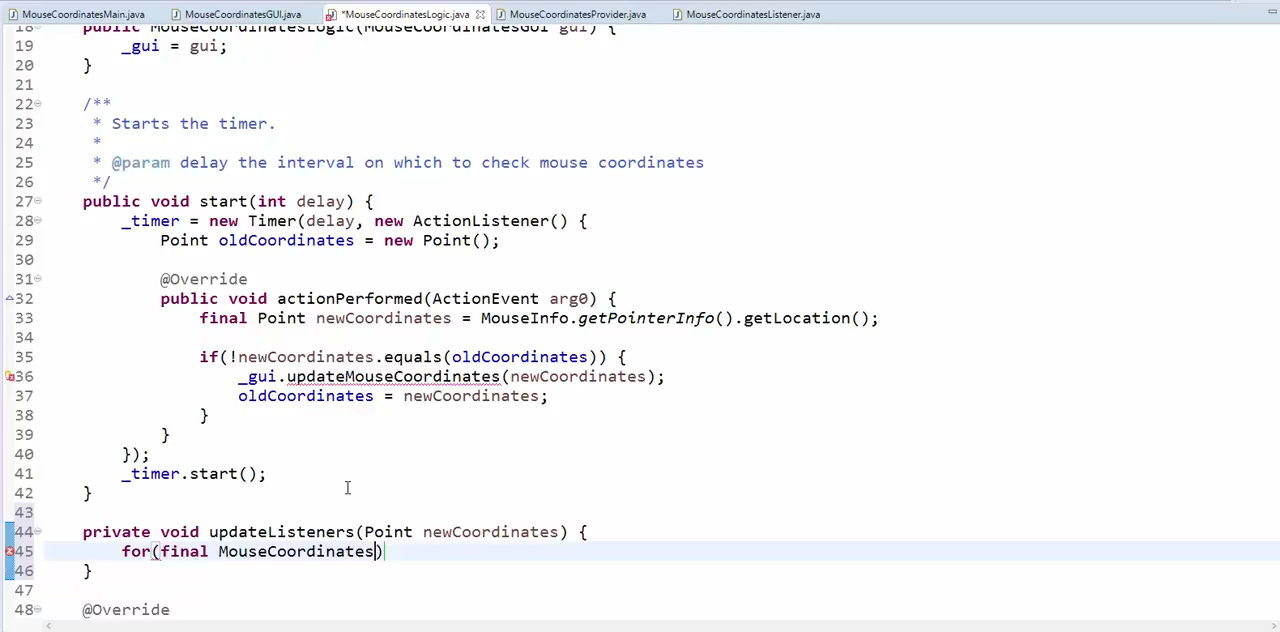 MouseCoordinatesMain.java MouseCoordinatesGUI.java *MouseCoordinatesLogic.java MouseCoordinatesProvider.java MouseCoordinatesListener.java
18 public MouseCoordinatesLogic(MouseCoordinatesGUI gui) {
19 _gui = gui;
20 }
21
22 /**
23 * Starts the timer.
24 *
25 * @param delay the interval on which to check mouse coordinates
26 */
27 public void start(int delay) {
28 _timer = new Timer(delay, new ActionListener() {
29 Point oldCoordinates = new Point();
30
31 @Override
32 public void actionPerformed(ActionEvent arg0) {
33 final Point newCoordinates = MouseInfo.getPointerInfo().getLocation();
34
35 if(!newCoordinates.equals(oldCoordinates)) {
36 _gui.updateMouseCoordinates(newCoordinates);
37 oldCoordinates = newCoordinates;
38 }
39 }
40 });
41 _timer.start();
42 }
43
44 private void updateListeners(Point newCoordinates) {
45 for(final MouseCoordinates)
46 }
47
48 @Override